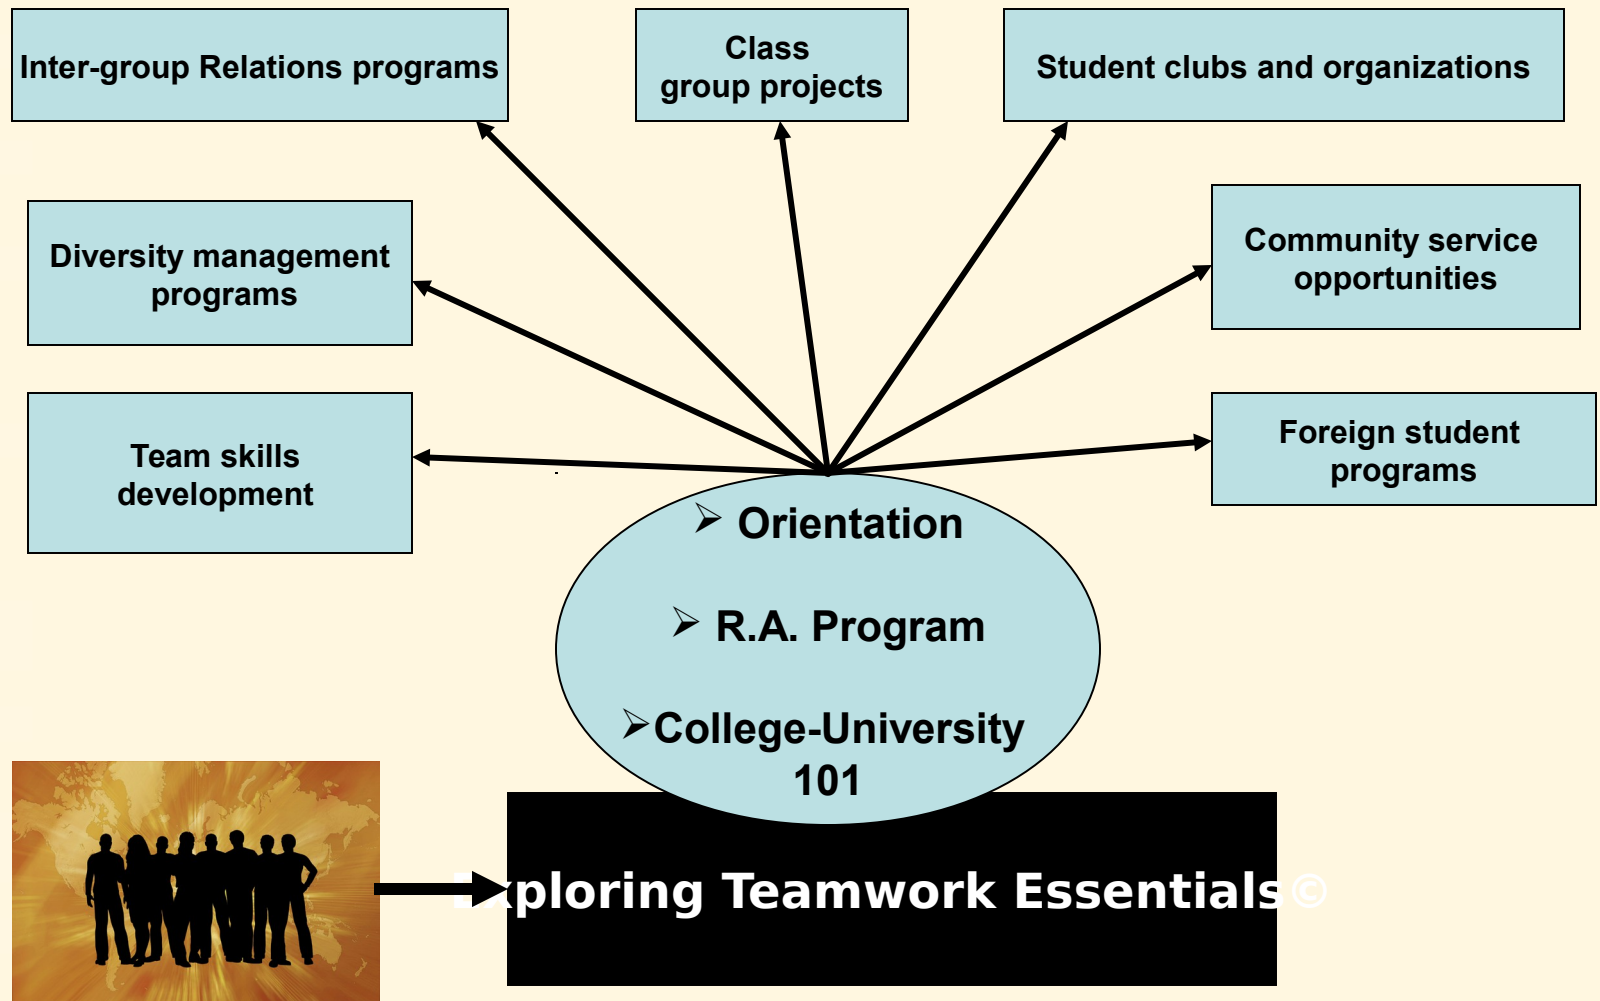 Inter-group Relations programs
Class
group projects
Student clubs and organizations
Diversity management
programs
Community service
opportunities
Team skills
development
Foreign student
programs
➢ Orientation
➢ R.A. Program
➢College-University
101
Exploring Teamwork Essentials©